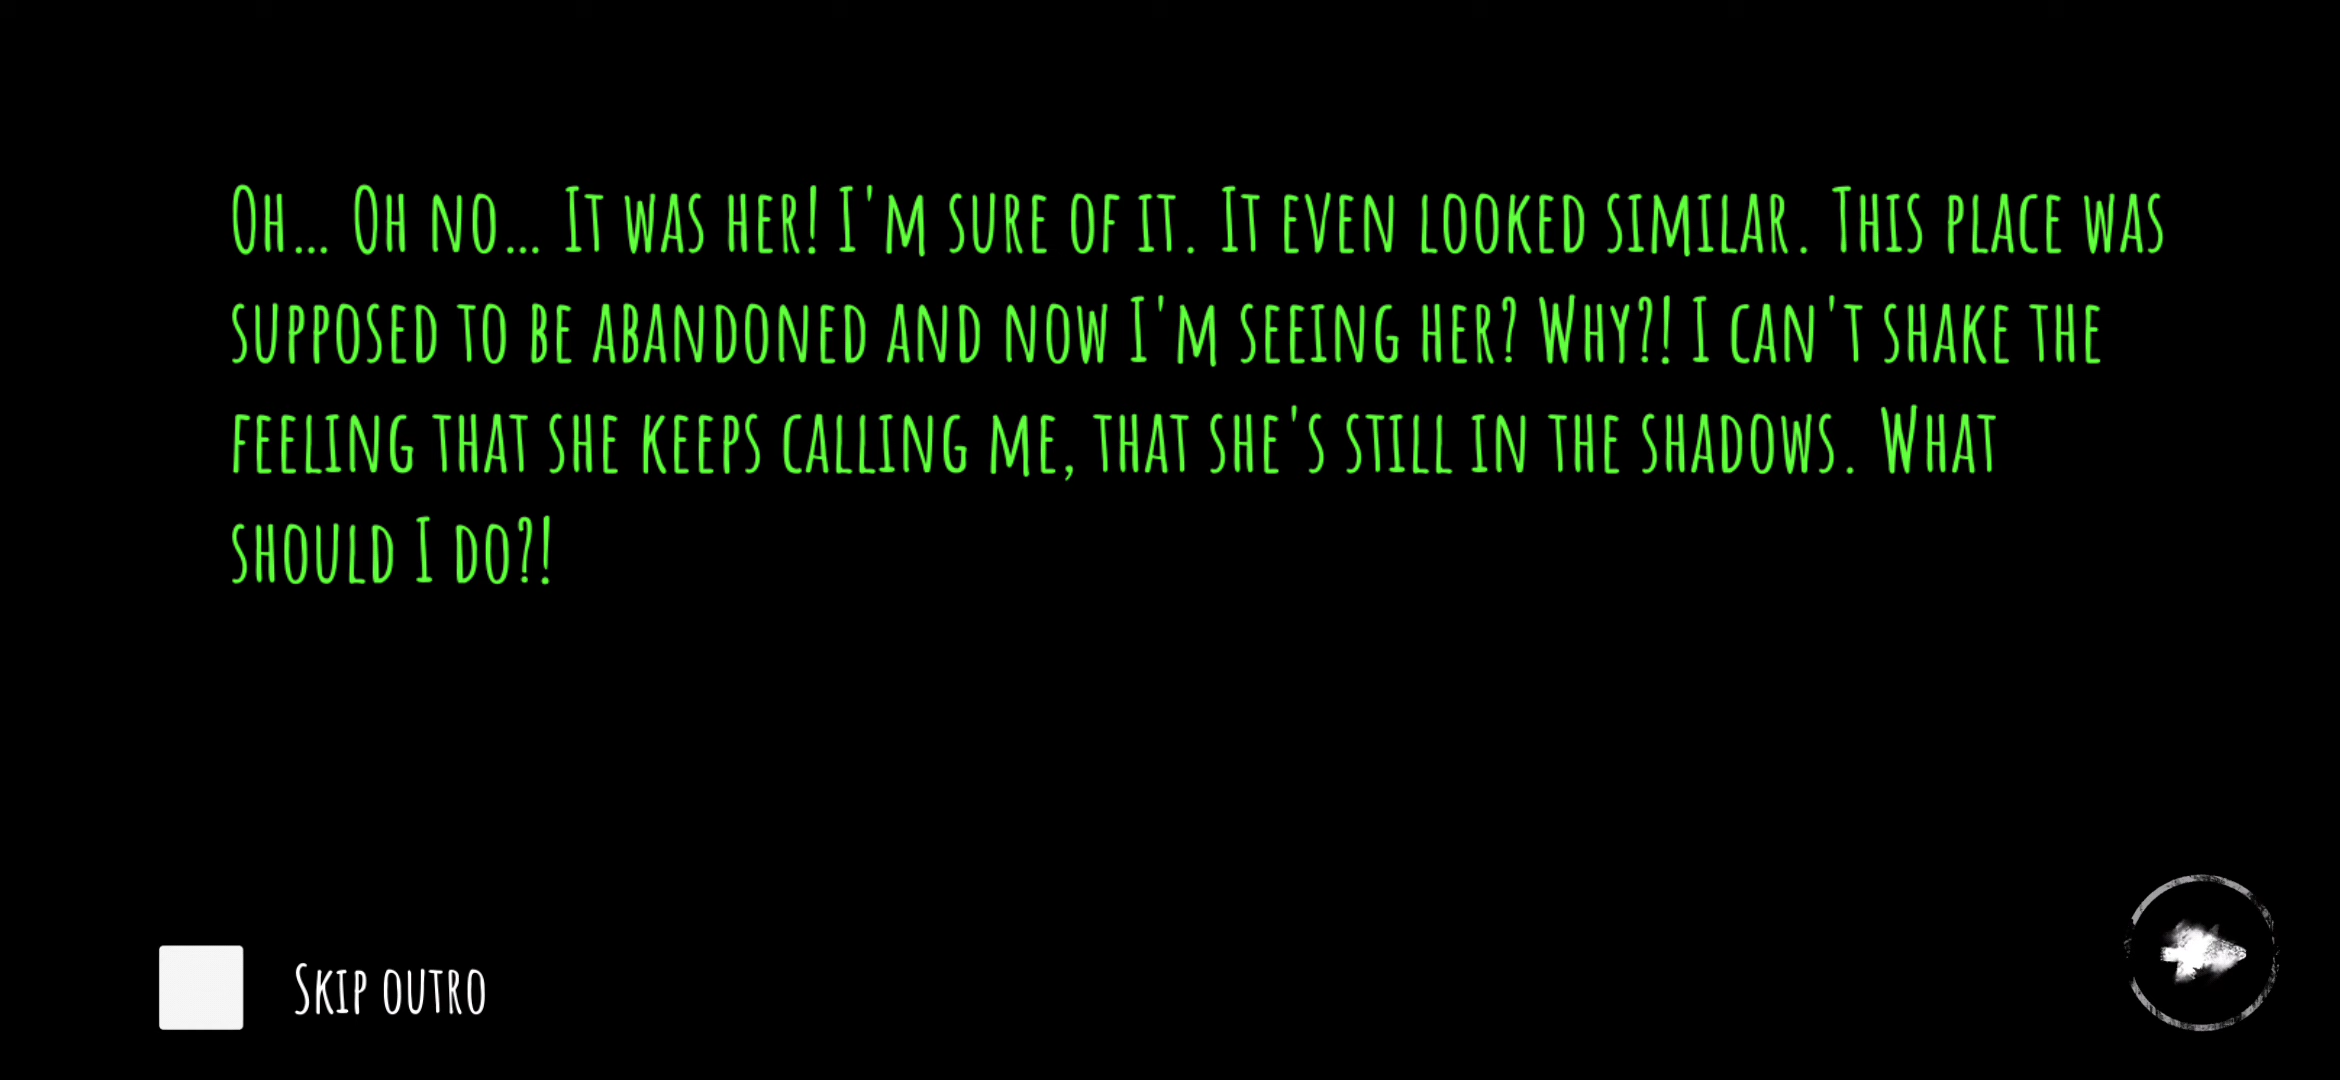 Oh... Oh no... It was her! I'm sure of it. It even looked similar. This place was
supposed to be abandoned and now I'm seeing her? Why?! I can't shake the
feeling that she keeps calling me, that she's still in the shadows. What
should I do?!
Skip outro